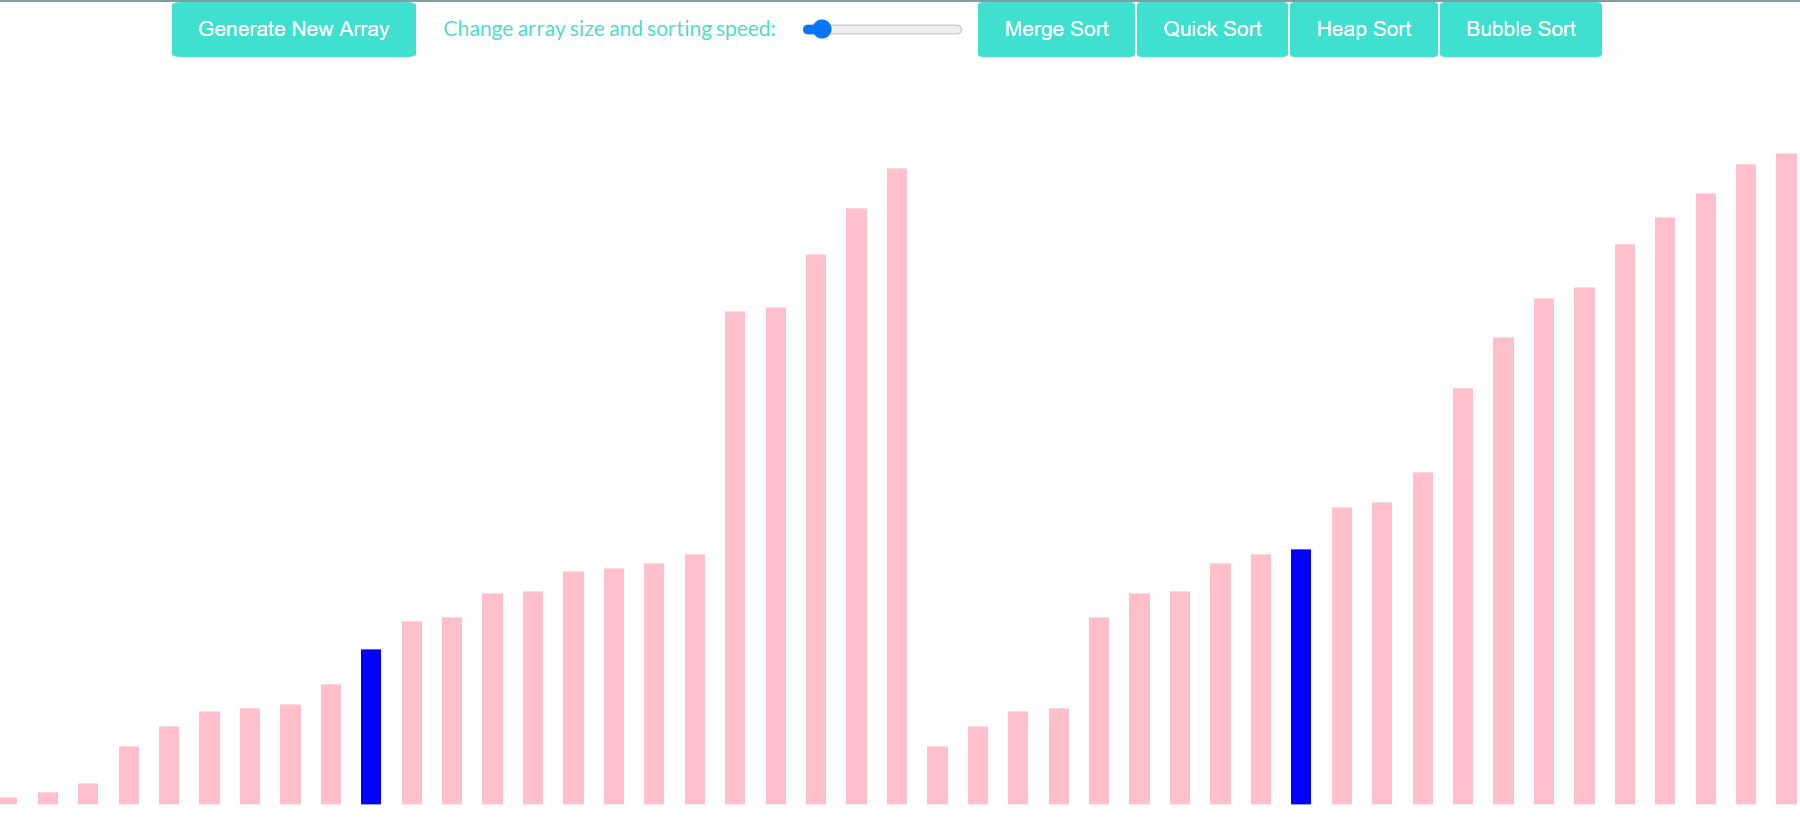 Generate New Array
Change array size and sorting speed:
Merge Sort
Quick Sort
Heap Sort
Bubble Sort